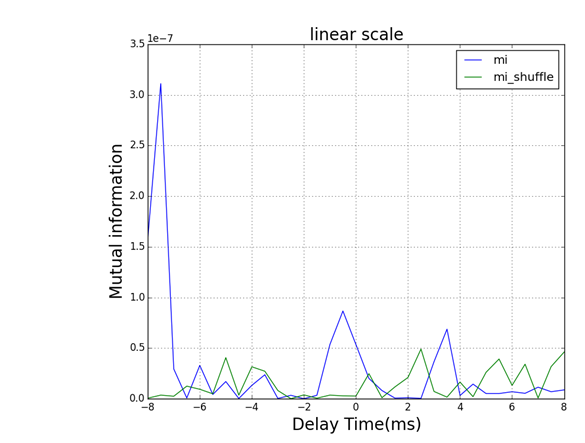 linear scale
1e−7
mi
mi_shuffle
3.5
3.0
2.5
2.0
1.5
1.0
0.5
0.0
Mutual information
−8 −6 −4 −2 0 2 4 6 8
Delay Time(ms)